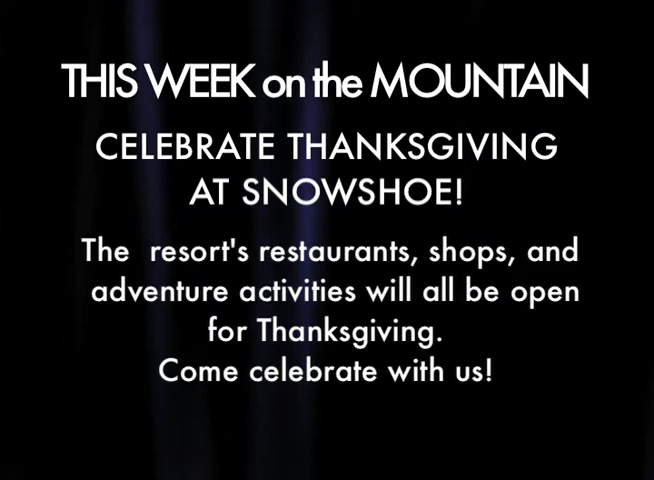 THIS WEEK on the MOUNTAIN
CELEBRATE THANKSGIVING
AT SNOWSHOE!
The resort's restaurants, shops, and
adventure activities will all be open
for Thanksgiving.
Come celebrate with us!